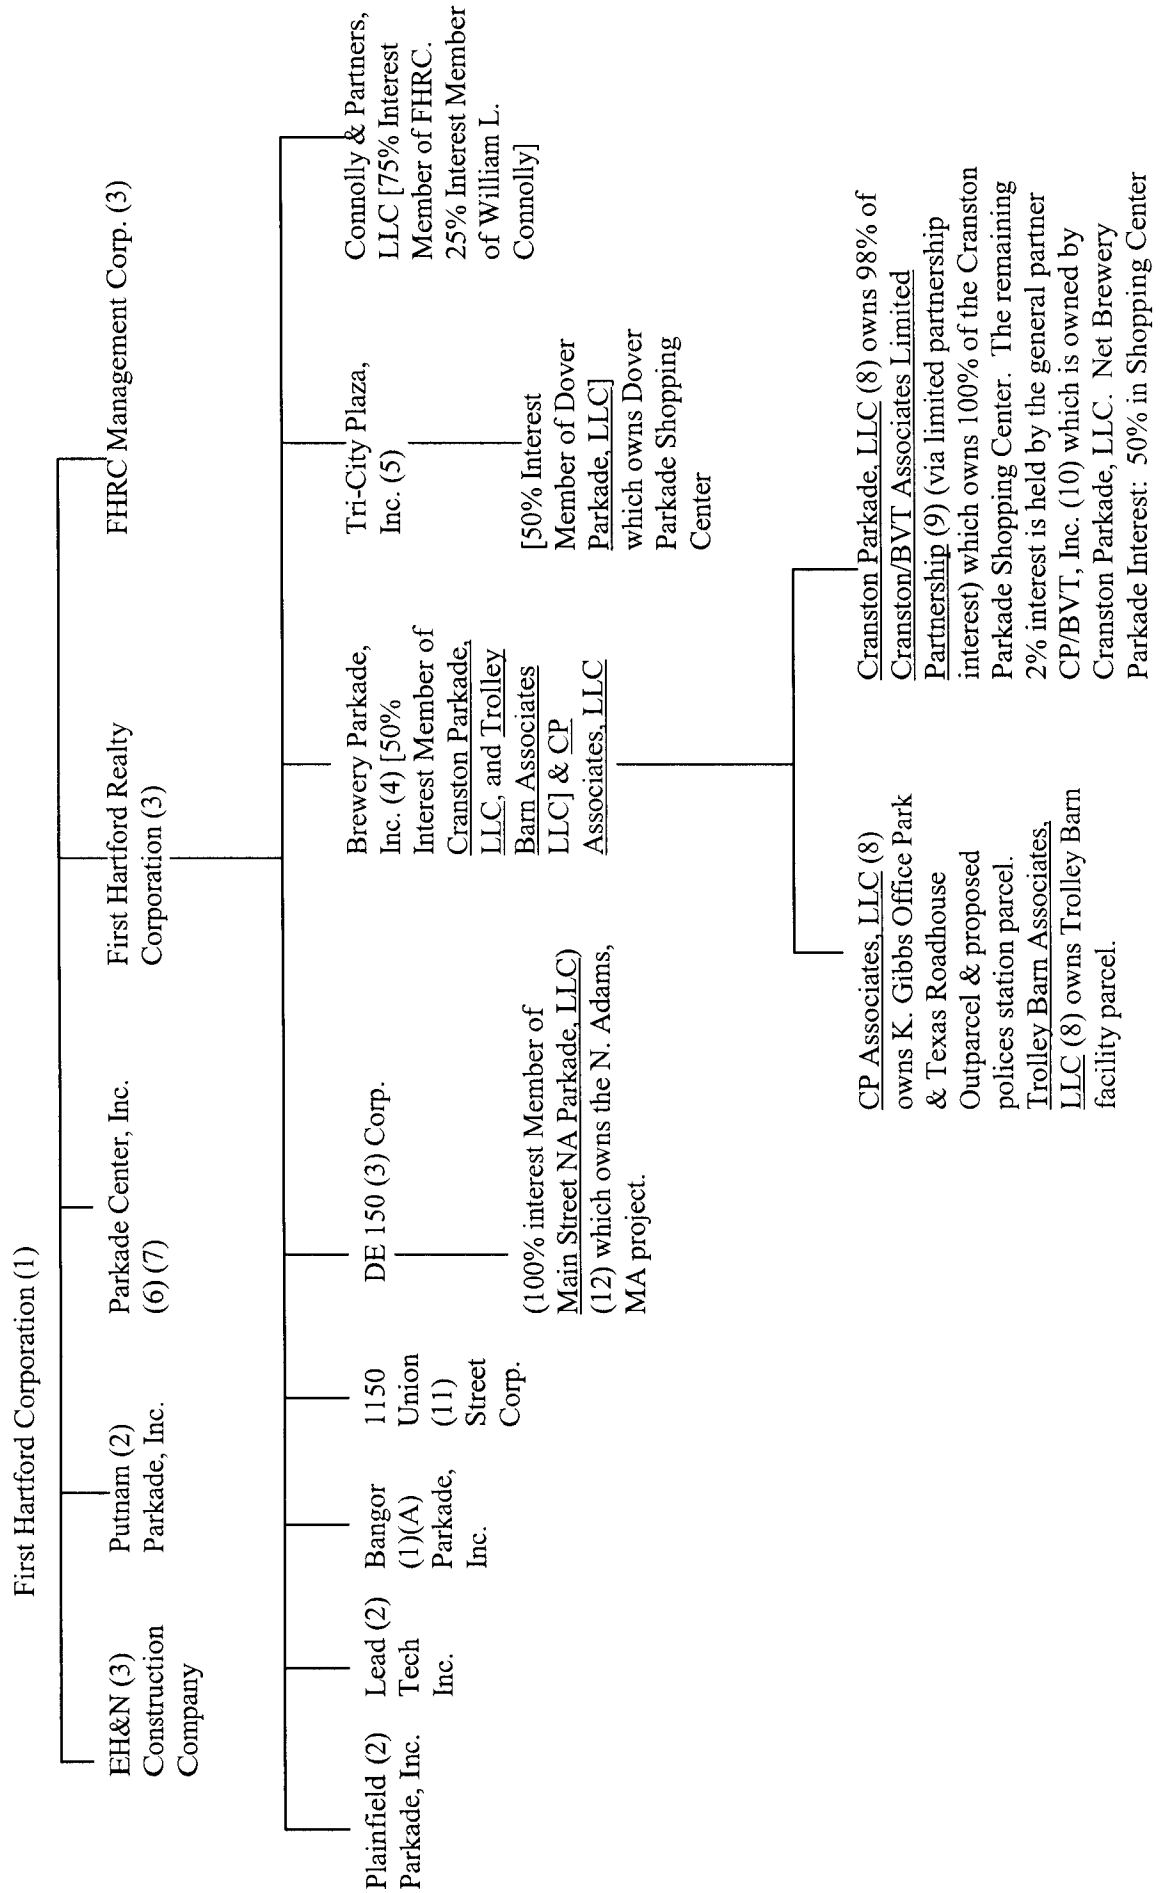 First Hartford Corporation (1)
EH&N (3)
Construction
Company
Putnam (2)
Parkade, Inc.
Parkade Center, Inc.
(6) (7)
First Hartford Realty
Corporation (3)
FHRC Management Corp. (3)
Plainfield (2)
Parkade, Inc.
Lead (2)
Tech
Inc.
Bangor
(1)(A)
Parkade,
Inc.
1150
Union
(11)
Street
Corp.
DE 150 (3) Corp.
(100% interest Member of
Main Street NA Parkade, LLC)
(12) which owns the N. Adams,
MA project.
Brewery Parkade,
Inc. (4) [50%
Interest Member of
Cranston Parkade,
LLC, and Trolley
Barn Associates
LLC] & CP
Associates, LLC
Tri-City Plaza,
Inc. (5)
[50% Interest
Member of Dover
Parkade, LLC]
which owns Dover
Parkade Shopping
Center
Connolly & Partners,
LLC [75% Interest
Member of FHRC.
25% Interest Member
of William L.
Connolly]
CP Associates, LLC (8)
owns K. Gibbs Office Park
& Texas Roadhouse
Outparcel & proposed
polices station parcel.
Trolley Barn Associates,
LLC (8) owns Trolley Barn
facility parcel.
Cranston Parkade, LLC (8) owns 98% of
Cranston/BVT Associates Limited
Partnership (9) (via limited partnership
interest) which owns 100% of the Cranston
Parkade Shopping Center.  The remaining
2% interest is held by the general partner
CP/BVT, Inc. (10) which is owned by
Cranston Parkade, LLC.  Net Brewery
Parkade Interest:  50% in Shopping Center